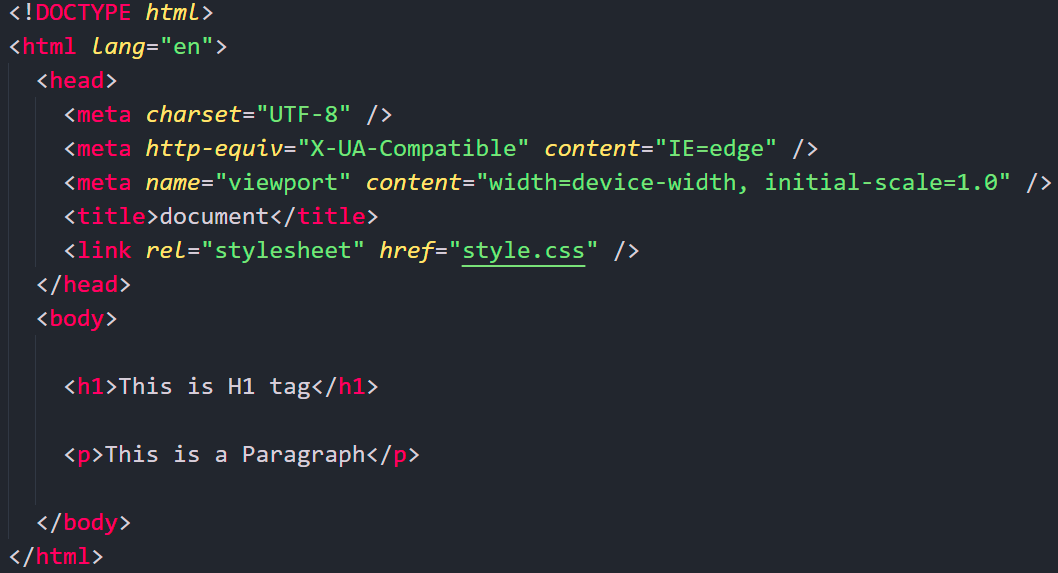 <!DOCTYPE html>
<html lang="en">
  <head>
    <meta charset="UTF-8" />
    <meta http-equiv="X-UA-Compatible" content="IE=edge" />
    <meta name="viewport" content="width=device-width, initial-scale=1.0" />
    <title>document</title>
    <link rel="stylesheet" href="style.css" />
  </head>
  <body>
    <h1>This is H1 tag</h1>
    <p>This is a Paragraph</p>
  </body>
</html>